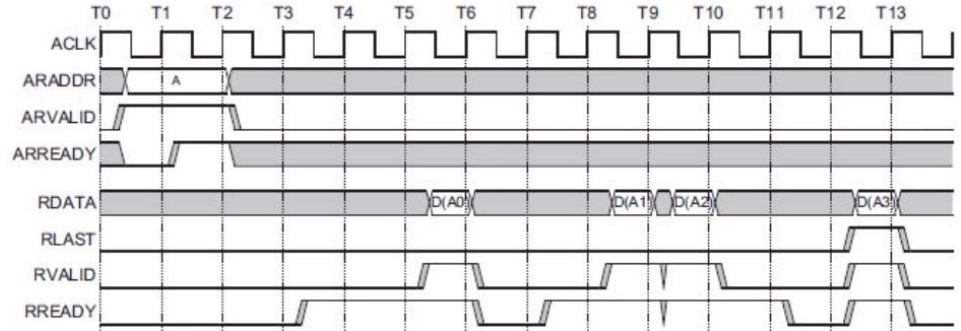 T0 T1 T2 T3 T4 T5 T6 T7 T8 T9 T10 T11 T12 T13
ACLK
ARADDR A
ARVALID
ARREADY
RDATA D(A0) D(A1) D(A2) D(A3)
RLAST
RVALID
RREADY